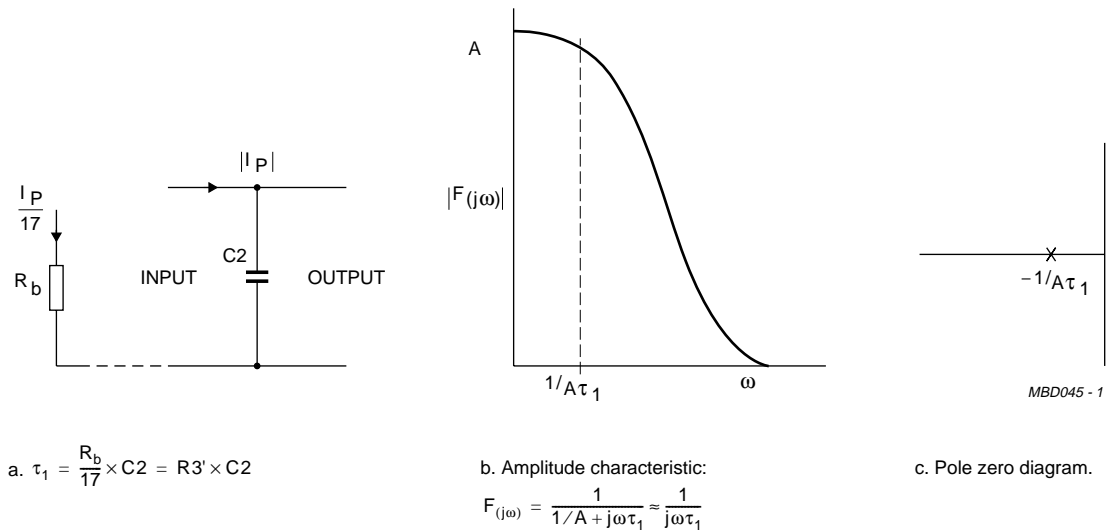 |I P|
I P
17
R b
INPUT
C2
OUTPUT
A
|F(jω)|
1/Aτ1
ω
−1/Aτ1
MBD045 - 1
a. τ1 = Rb/17 × C2 = R3' × C2
b. Amplitude characteristic:
F(jω) = 1/(1/A + jωτ1) ≈ 1/jωτ1
c. Pole zero diagram.